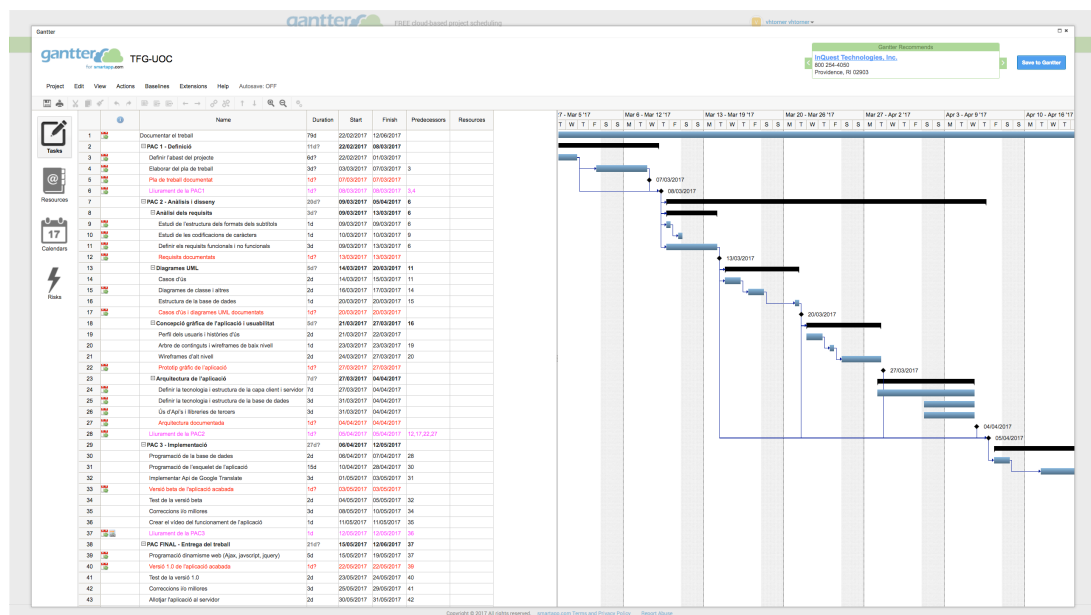 gantter FREE cloud-based project scheduling vhtorner vhtorner
Gantter
gantter
for smartapp.com
TFG-UOC
Gantter Recommends
InQuest Technologies, Inc.
800 254-4050
Providence, RI 02903
Save to Gantter
Project Edit View Actions Baselines Extensions Help Autosave: OFF
Name Duration Start Finish Predecessors Resources
7 - Mar 5 '17 Mar 6 - Mar 12 '17 Mar 13 - Mar 19 '17 Mar 20 - Mar 26 '17 Mar 27 - Apr 2 '17 Apr 3 - Apr 9 '17 Apr 10 - Apr 16 '17
T W T F S S M T W T F S S M T W T F S S M T W T F S S M T W T F S S M T W T F S S M T W T
Tasks
Resources
17
Calendars
Risks
1 Documentar el treball 79d 22/02/2017 12/06/2017
2 PAC 1 - Definició 11d? 22/02/2017 08/03/2017
3 Definir l'abast del projecte 6d? 22/02/2017 01/03/2017
4 Elaborar del pla de treball 3d? 03/03/2017 07/03/2017 3
5 Pla de treball documentat 1d? 07/03/2017 07/03/2017
6 Lliurament de la PAC1 1d? 08/03/2017 08/03/2017 3,4
7 PAC 2 - Anàlisis i disseny 20d? 09/03/2017 05/04/2017 6
8 Anàlisi dels requisits 3d? 09/03/2017 13/03/2017 6
9 Estudi de l'estructura dels formats dels subtítols 1d 09/03/2017 09/03/2017 6
10 Estudi de les codificacions de caràcters 1d 10/03/2017 10/03/2017 9
11 Definir els requisits funcionals i no funcionals 3d 09/03/2017 13/03/2017 8
12 Requisits documentats 1d? 13/03/2017 13/03/2017
13 Diagrames UML 5d? 14/03/2017 20/03/2017 11
14 Casos d'ús 2d 14/03/2017 15/03/2017 11
15 Diagrames de classe i altres 2d 16/03/2017 17/03/2017 14
16 Estructura de la base de dades 1d 20/03/2017 20/03/2017 15
17 Casos d'ús i diagrames UML documentats 1d? 20/03/2017 20/03/2017
18 Concepció gràfica de l'aplicació i usuabilitat 5d? 21/03/2017 27/03/2017 16
19 Perfil dels usuaris i històries d'ús 2d 21/03/2017 22/03/2017
20 Arbre de continguts i wireframes de baix nivell 1d 23/03/2017 23/03/2017 19
21 Wireframes d'alt nivell 2d 24/03/2017 27/03/2017 20
22 Prototip gràfic de l'aplicació 1d? 27/03/2017 27/03/2017
23 Arquitectura de l'aplicació 7d? 27/03/2017 04/04/2017
24 Definir la tecnologia i estructura de la capa client i servidor 7d 27/03/2017 04/04/2017
25 Definir la tecnologia i estructura de la base de dades 3d 31/03/2017 04/04/2017
26 Ús d'Api's i llibreries de tercers 3d 31/03/2017 04/04/2017
27 Arquitectura documentada 1d? 04/04/2017 04/04/2017
28 Lliurament de la PAC2 1d? 05/04/2017 05/04/2017 12,17,22,27
29 PAC 3 - Implementació 27d? 06/04/2017 12/05/2017
30 Programació de la base de dades 2d 06/04/2017 07/04/2017 28
31 Programació de l'esquelet de l'aplicació 15d 10/04/2017 28/04/2017 30
32 Implementar Api de Google Translate 3d 01/05/2017 03/05/2017 31
33 Versió beta de l'aplicació acabada 1d? 03/05/2017 03/05/2017
34 Test de la versió beta 2d 04/05/2017 05/05/2017 32
35 Correccions i/o millores 3d 08/05/2017 10/05/2017 34
36 Crear el vídeo del funcionament de l'aplicació 1d 11/05/2017 11/05/2017 35
37 Lliurament de la PAC3 1d 12/05/2017 12/05/2017 36
38 PAC FINAL - Entrega del treball 21d? 15/05/2017 12/06/2017 37
39 Programació dinamisme web (Ajax, javscript, jquery) 5d 15/05/2017 19/05/2017 37
40 Versió 1.0 de l'aplicació acabada 1d? 22/05/2017 22/05/2017 39
41 Test de la versió 1.0 2d 23/05/2017 24/05/2017 40
42 Correccions i/o millores 3d 25/05/2017 29/05/2017 41
43 Allotjar l'aplicació al servidor 2d 30/05/2017 31/05/2017 42
07/03/2017
08/03/2017
13/03/2017
20/03/2017
27/03/2017
04/04/2017
05/04/2017
Copyright © 2017 All rights reserved smartapp.com Terms and Privacy Policy Report Abuse